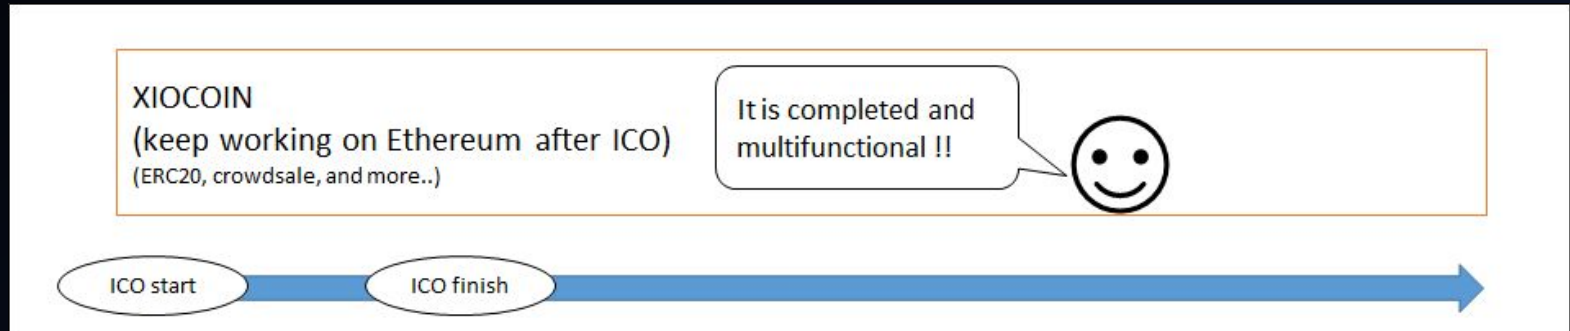 XIOCOIN
(keep working on Ethereum after ICO)
(ERC20, crowdsale, and more..)
It is completed and
multifunctional !!
ICO start
ICO finish